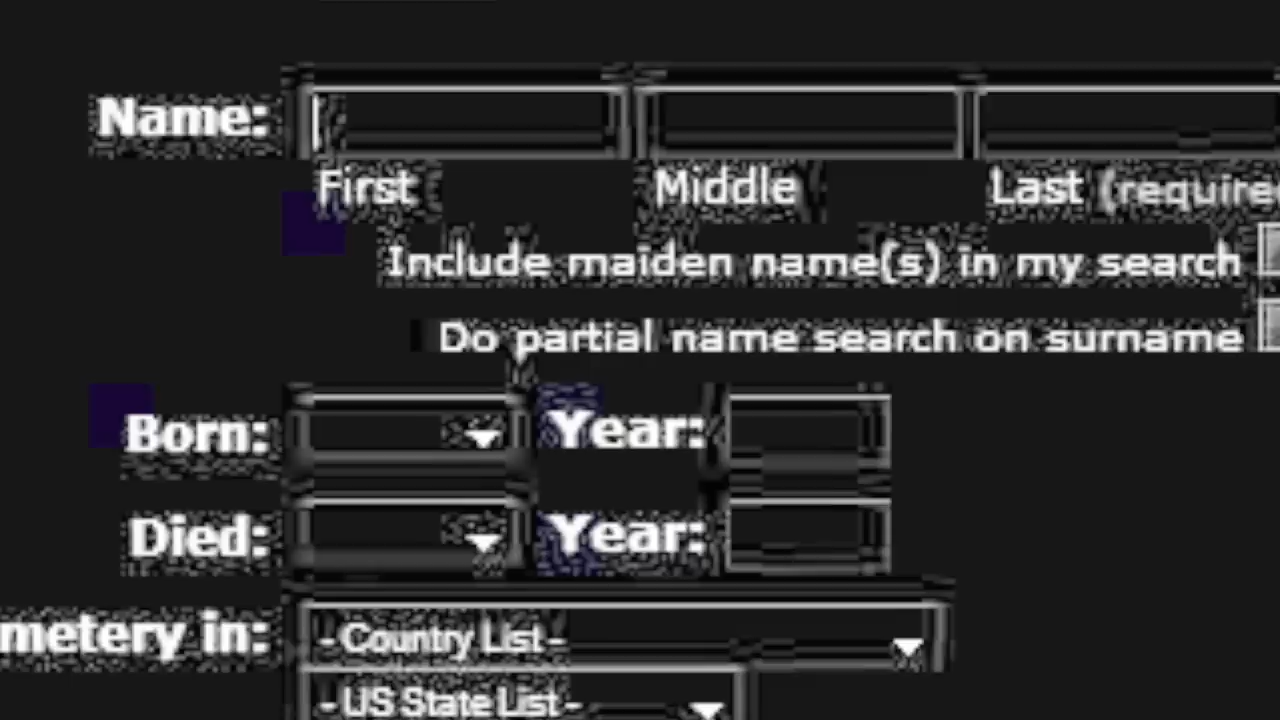 Name:
First Middle Last (require
Include maiden name(s) in my search
Do partial name search on surname
Born: Year:
Died: Year:
metery in: - Country List -
- US State List -